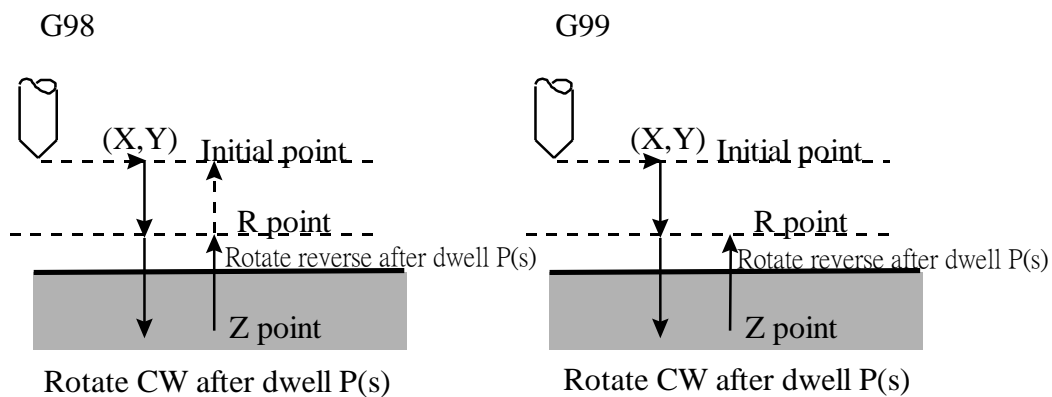 G98
(X,Y)
Initial point
R point
Rotate reverse after dwell P(s)
Z point
Rotate CW after dwell P(s)
G99
(X,Y)
Initial point
R point
Rotate reverse after dwell P(s)
Z point
Rotate CW after dwell P(s)